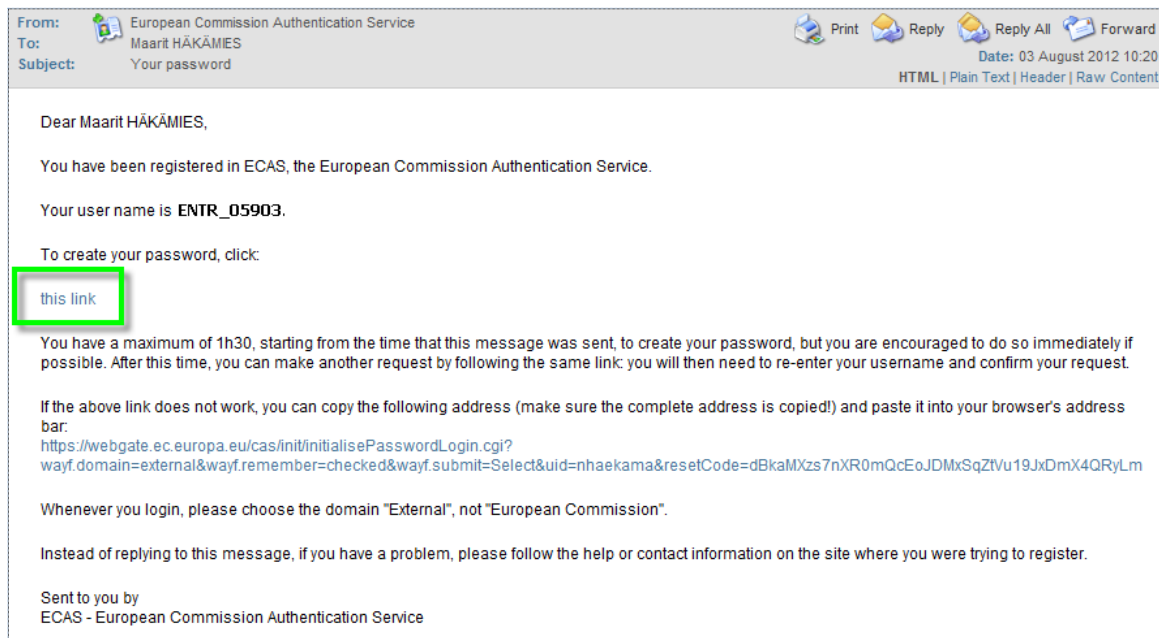 From: European Commission Authentication Service
To: Maarit HÄKÄMIES
Subject: Your password
Print Reply Reply All Forward
Date: 03 August 2012 10:20
HTML | Plain Text | Header | Raw Content
Dear Maarit HÄKÄMIES,
You have been registered in ECAS, the European Commission Authentication Service.
Your user name is ENTR_05903.
To create your password, click:
this link
You have a maximum of 1h30, starting from the time that this message was sent, to create your password, but you are encouraged to do so immediately if
possible. After this time, you can make another request by following the same link: you will then need to re-enter your username and confirm your request.
If the above link does not work, you can copy the following address (make sure the complete address is copied!) and paste it into your browser's address
bar:
https://webgate.ec.europa.eu/cas/init/initialisePasswordLogin.cgi?
wayf.domain=external&wayf.remember=checked&wayf.submit=Select&uid=nhaekama&resetCode=dBkaMXzs7nXR0mQcEoJDMxSqZtVu19JxDmX4QRyLm
Whenever you login, please choose the domain "External", not "European Commission".
Instead of replying to this message, if you have a problem, please follow the help or contact information on the site where you were trying to register.
Sent to you by
ECAS - European Commission Authentication Service